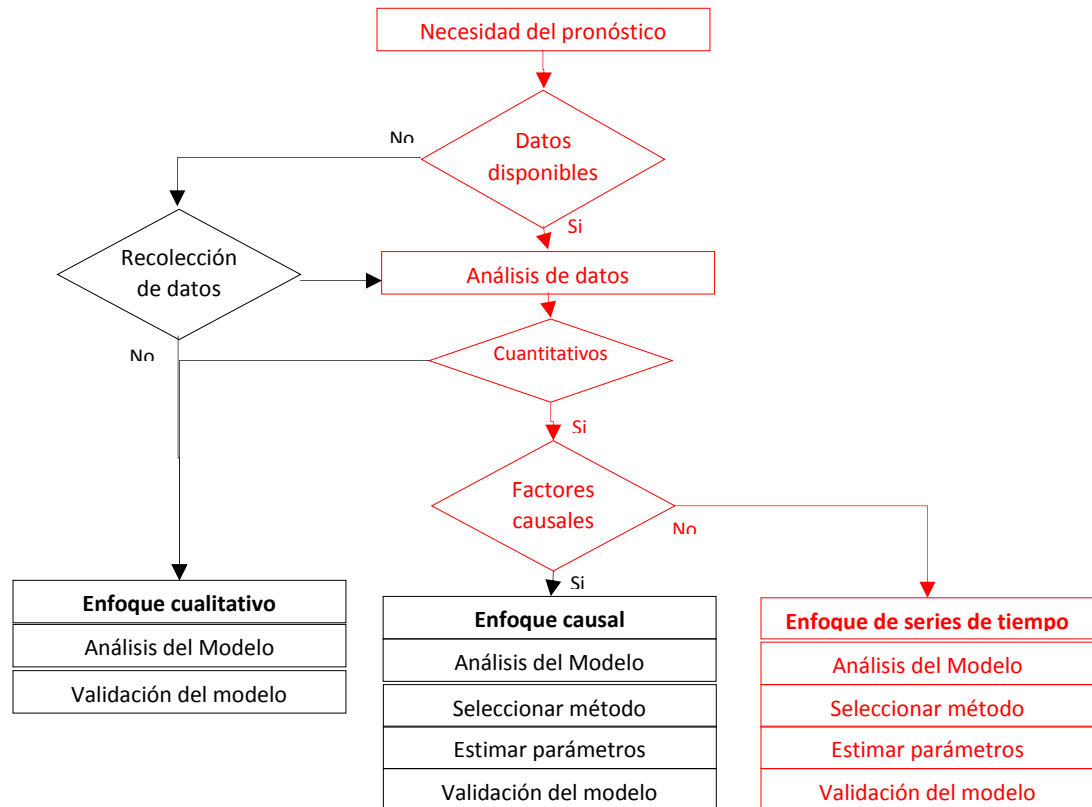 Necesidad del pronóstico
No
Datos
disponibles
Si
Recolección
de datos
Análisis de datos
No
Cuantitativos
Si
Factores
causales
No
Si
Enfoque cualitativo
Análisis del Modelo
Validación del modelo
Enfoque causal
Análisis del Modelo
Seleccionar método
Estimar parámetros
Validación del modelo
Enfoque de series de tiempo
Análisis del Modelo
Seleccionar método
Estimar parámetros
Validación del modelo